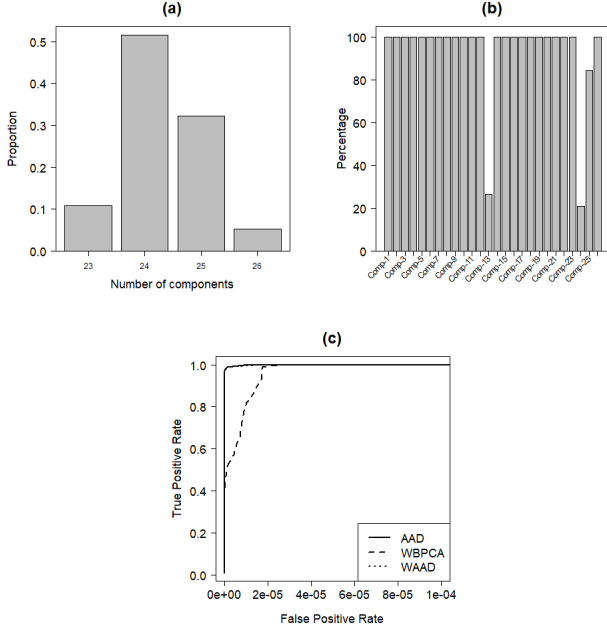 (a)
Proportion
0.5
0.4
0.3
0.2
0.1
0.0
23 24 25 26
Number of components
(b)
Percentage
100
80
60
40
20
0
Comp-1 Comp-3 Comp-5 Comp-7 Comp-9 Comp-11 Comp-13 Comp-15 Comp-17 Comp-19 Comp-21 Comp-23 Comp-25
(c)
True Positive Rate
1.0
0.8
0.6
0.4
0.2
0.0
AAD
WBPCA
WAAD
0e+00 2e-05 4e-05 6e-05 8e-05 1e-04
False Positive Rate